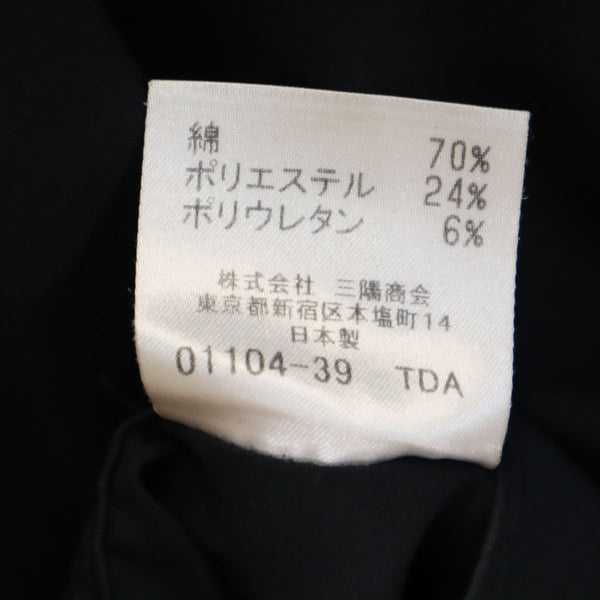 綿 70%
ポリエステル 24%
ポリウレタン 6%
株式会社 三陽商会
東京都新宿区本塩町14
日本製
01104-39 TDA